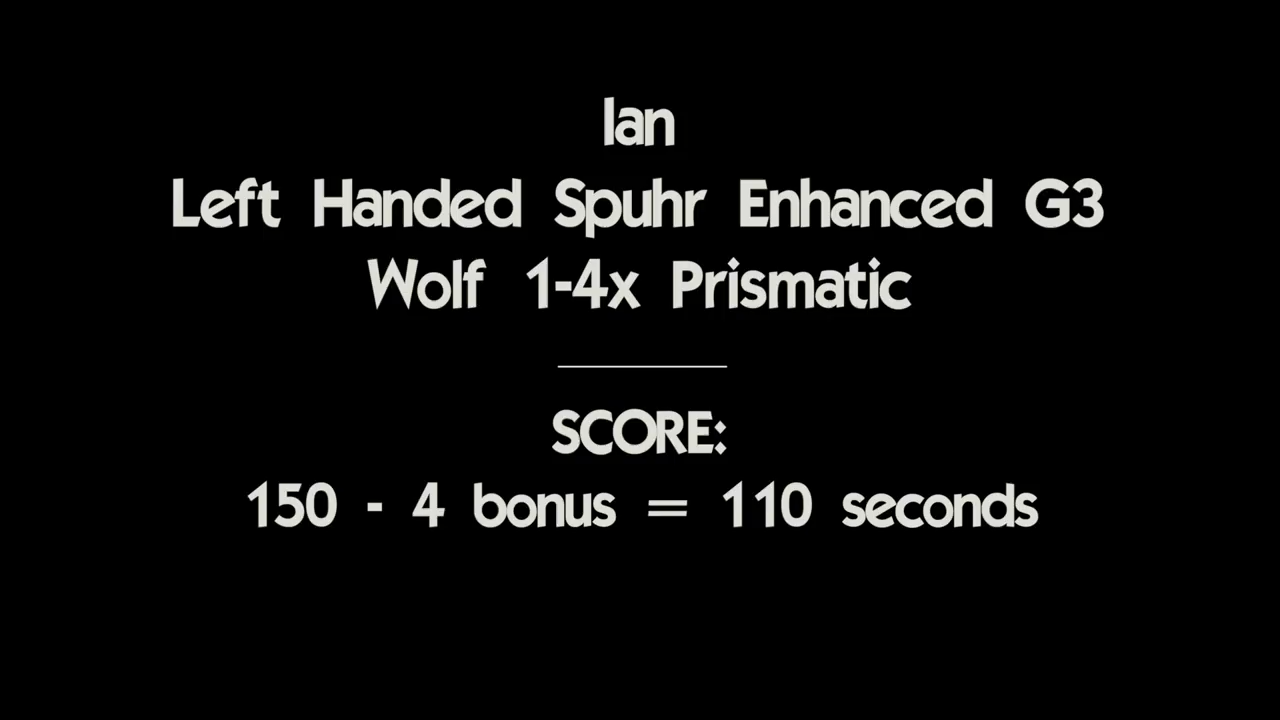 Ian
Left Handed Spuhr Enhanced G3
Wolf 1-4x Prismatic
SCORE:
150 - 4 bonus = 110 seconds